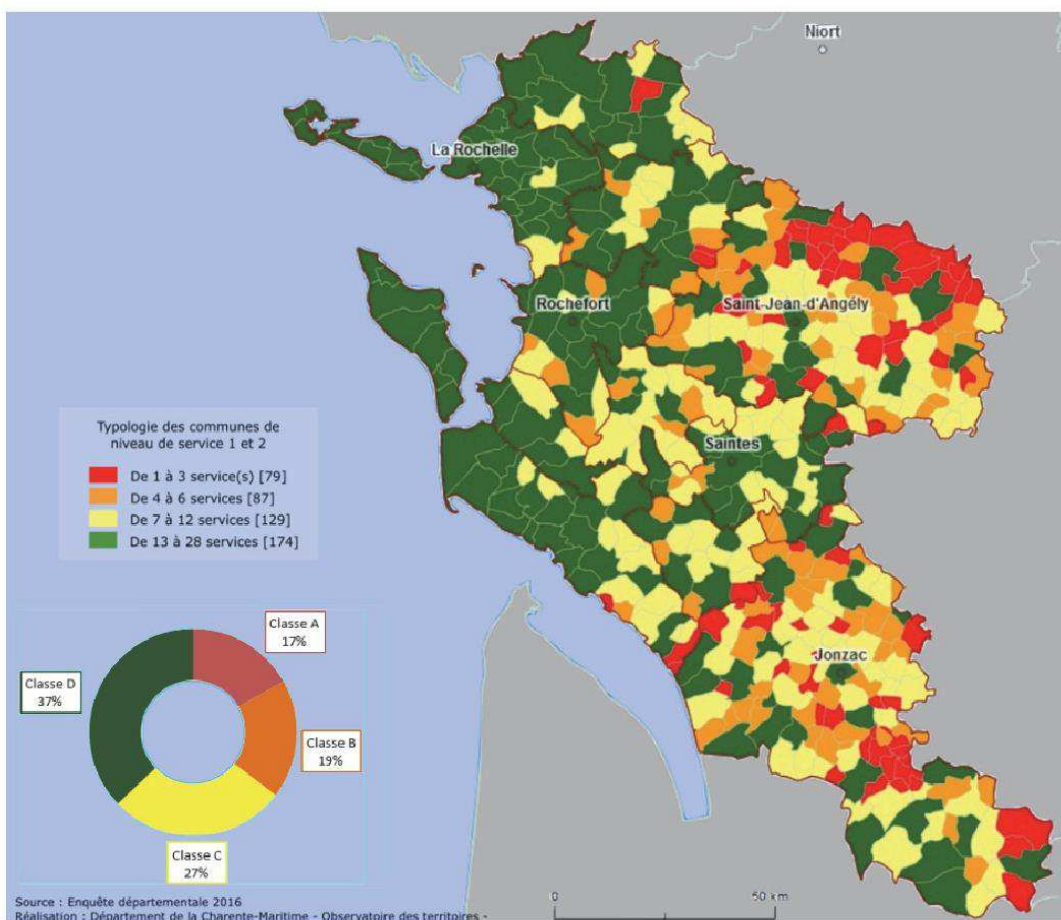 Niort
La Rochelle
Rochefort
Saint-Jean-d'Angély
Saintes
Jonzac
Typologie des communes de
niveau de service 1 et 2
De 1 à 3 service(s) [79]
De 4 à 6 services [87]
De 7 à 12 services [129]
De 13 à 28 services [174]
Classe A
17%
Classe D
37%
Classe B
19%
Classe C
27%
0
50 km
Source : Enquête départementale 2016
Réalisation : Département de la Charente-Maritime - Observatoire des territoires -